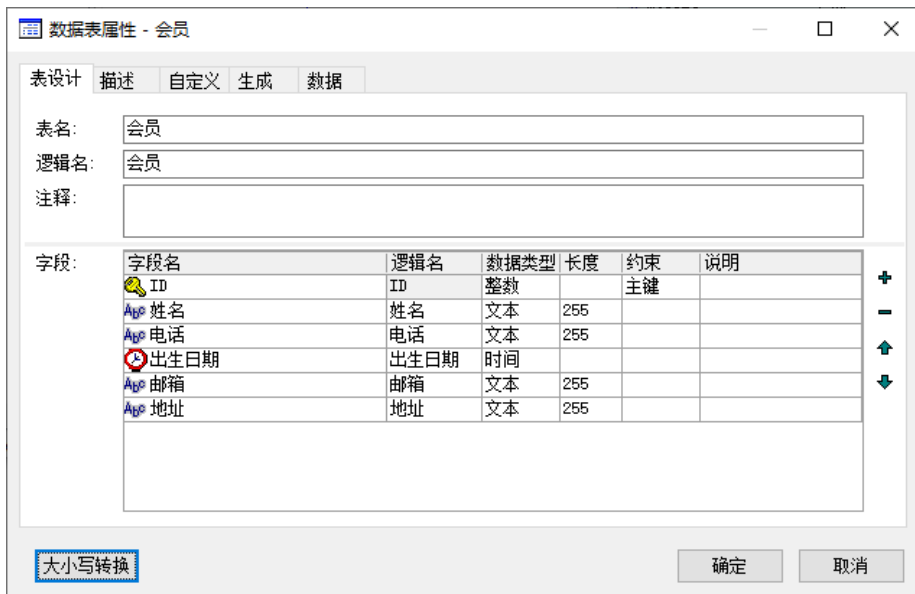 数据表属性 - 会员
表设计 描述 自定义 生成 数据
表名: 会员
逻辑名: 会员
注释:
字段: 字段名 逻辑名 数据类型 长度 约束 说明
ID ID 整数 主键
Abc 姓名 姓名 文本 255
Abc 电话 电话 文本 255
出生日期 出生日期 时间
Abc 邮箱 邮箱 文本 255
Abc 地址 地址 文本 255
大小写转换 确定 取消